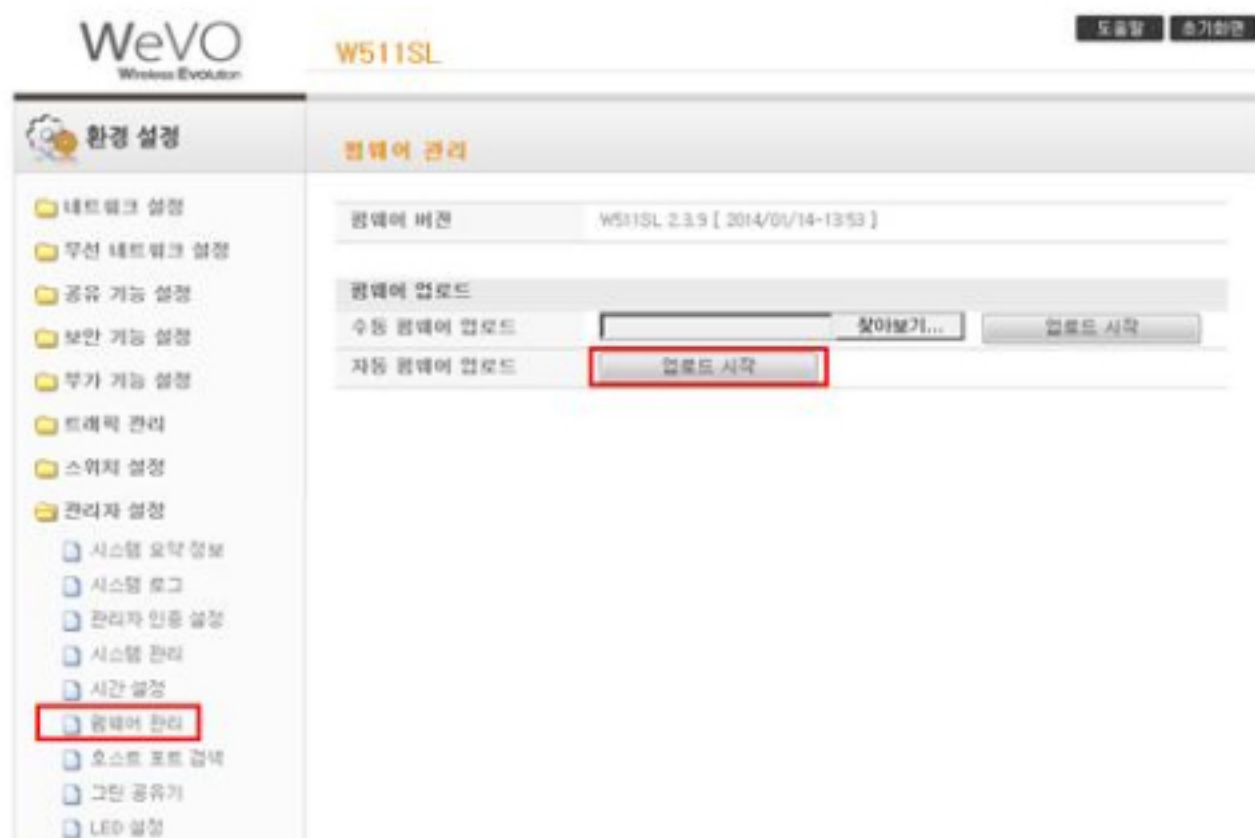 WeVO
Wireless Evolution
W511SL
도움말
초기화면
환경 설정
펌웨어 관리
네트워크 설정
무선 네트워크 설정
공유 기능 설정
보안 기능 설정
부가 기능 설정
트래픽 관리
스위치 설정
관리자 설정
시스템 요약 정보
시스템 로그
관리자 인증 설정
시스템 관리
시간 설정
펌웨어 관리
호스트 포트 검색
그린 공유기
LED 설정
펌웨어 버전 W511SL 2.3.9 [ 2014/01/14-13:53 ]
펌웨어 업로드
수동 펌웨어 업로드 찾아보기... 업로드 시작
자동 펌웨어 업로드 업로드 시작